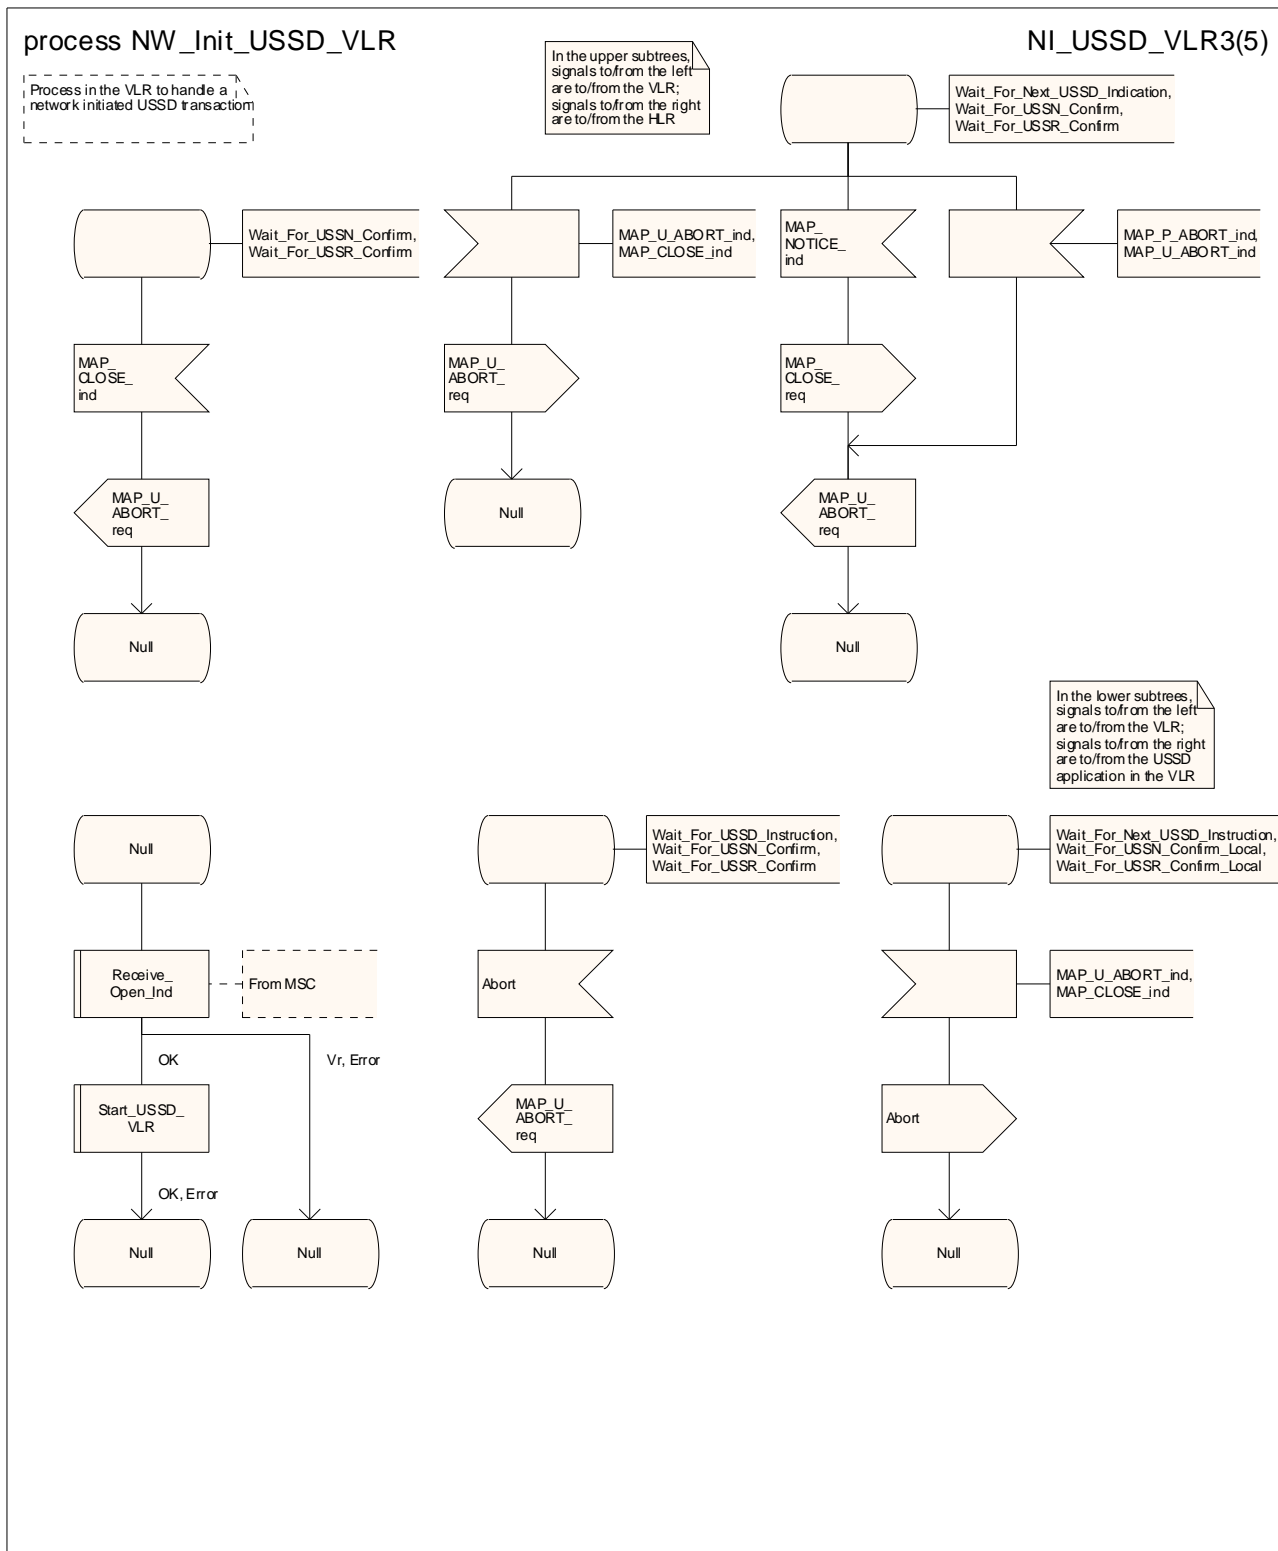 process NW_Init_USSD_VLR
NI_USSD_VLR3(5)
Process in the VLR to handle a
network initiated USSD transaction
In the upper subtrees,
signals to/from the left
are to/from the VLR;
signals to/from the right
are to/from the HLR
Wait_For_Next_USSD_Indication,
Wait_For_USSN_Confirm,
Wait_For_USSR_Confirm
Wait_For_USSN_Confirm,
Wait_For_USSR_Confirm
MAP_U_ABORT_ind,
MAP_CLOSE_ind
MAP_
NOTICE_
ind
MAP_P_ABORT_ind,
MAP_U_ABORT_ind
MAP_
CLOSE_
ind
MAP_U_
ABORT_
req
MAP_
CLOSE_
req
MAP_U_
ABORT_
req
Null
MAP_U_
ABORT_
req
Null
Null
In the lower subtrees,
signals to/from the left
are to/from the VLR;
signals to/from the right
are to/from the USSD
application in the VLR
Null
Wait_For_USSD_Instruction,
Wait_For_USSN_Confirm,
Wait_For_USSR_Confirm
Wait_For_Next_USSD_Instruction,
Wait_For_USSN_Confirm_Local,
Wait_For_USSR_Confirm_Local
Receive_
Open_Ind
From MSC
Abort
MAP_U_ABORT_ind,
MAP_CLOSE_ind
OK
Vr, Error
Start_USSD_
VLR
MAP_U_
ABORT_
req
Abort
OK, Error
Null
Null
Null
Null